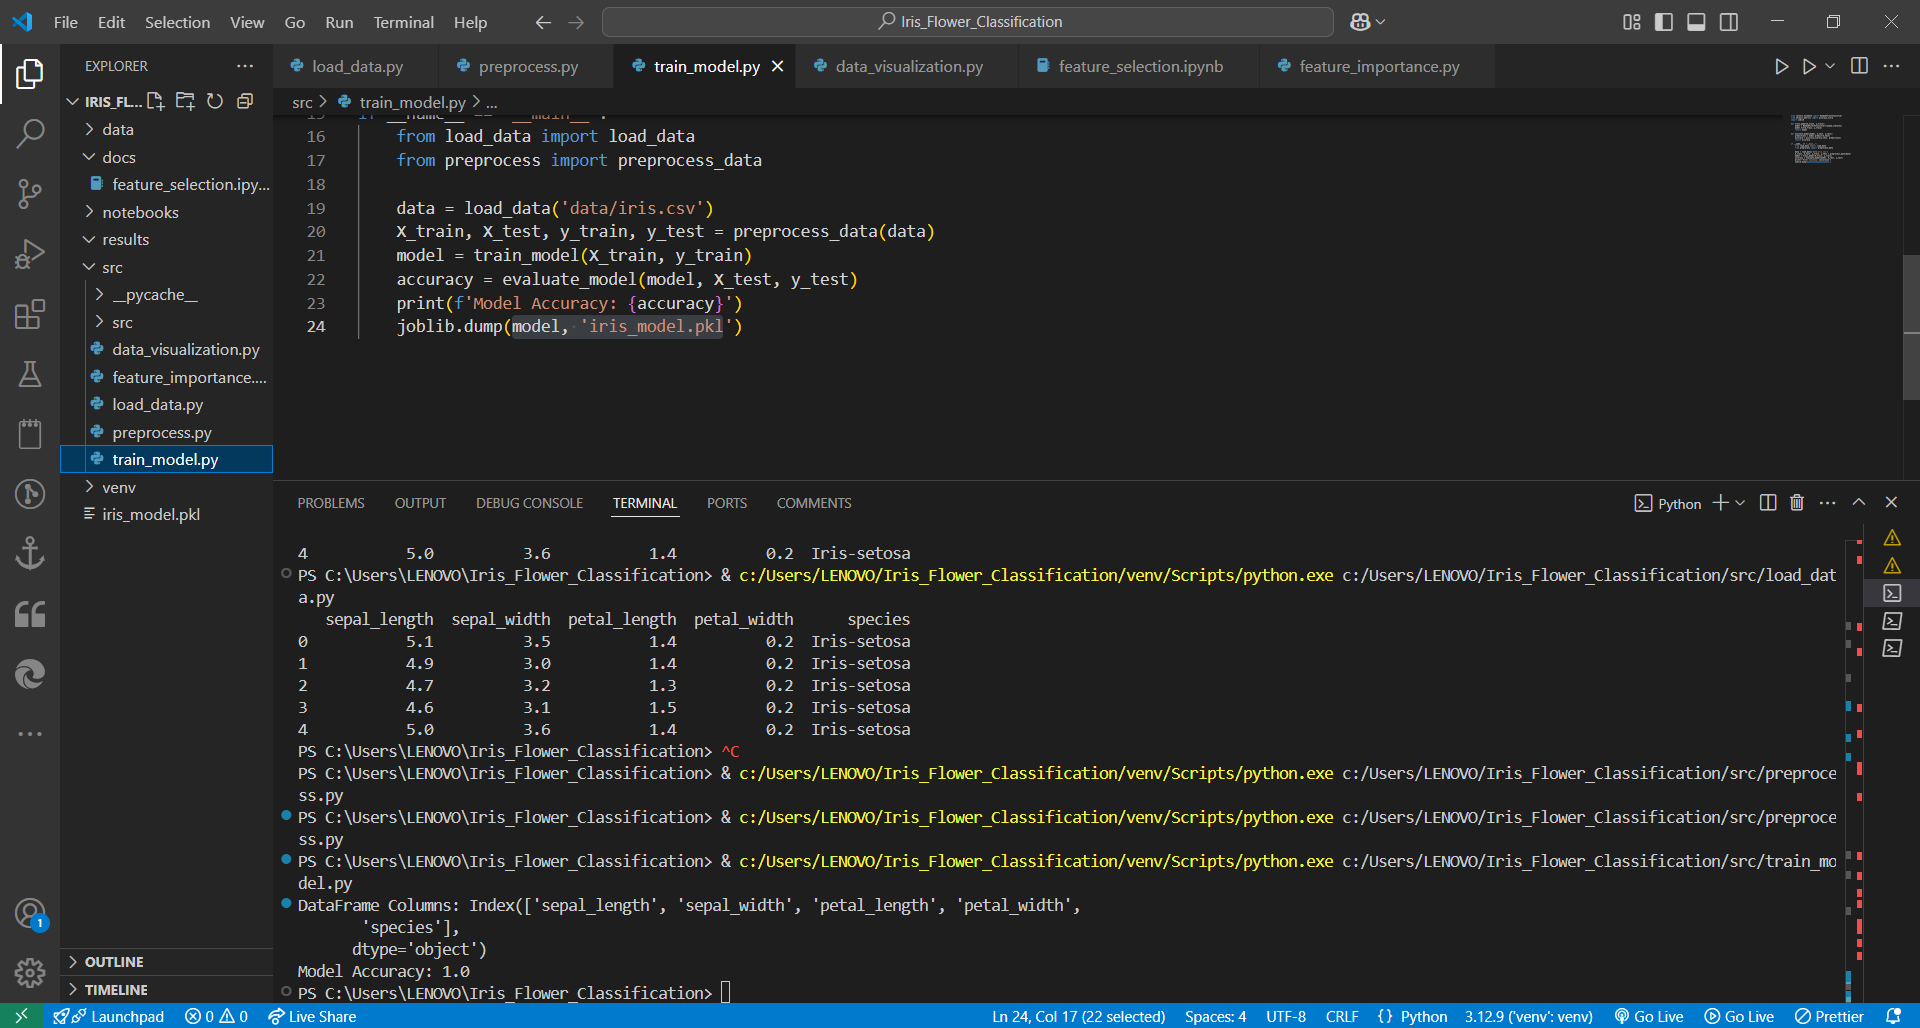 File Edit Selection View Go Run Terminal Help
Iris_Flower_Classification
EXPLORER
load_data.py
preprocess.py
train_model.py
data_visualization.py
feature_selection.ipynb
feature_importance.py
IRIS_FL...
data
docs
feature_selection.ipy...
notebooks
results
src
__pycache__
src
data_visualization.py
feature_importance....
load_data.py
preprocess.py
train_model.py
venv
iris_model.pkl
OUTLINE
TIMELINE
src > train_model.py > ...
15 if __name__ == "__main__":
16 from load_data import load_data
17 from preprocess import preprocess_data
18
19 data = load_data('data/iris.csv')
20 X_train, X_test, y_train, y_test = preprocess_data(data)
21 model = train_model(X_train, y_train)
22 accuracy = evaluate_model(model, X_test, y_test)
23 print(f'Model Accuracy: {accuracy}')
24 joblib.dump(model, 'iris_model.pkl')
PROBLEMS OUTPUT DEBUG CONSOLE TERMINAL PORTS COMMENTS
Python
4 5.0 3.6 1.4 0.2 Iris-setosa
PS C:\Users\LENOVO\Iris_Flower_Classification> & c:/Users/LENOVO/Iris_Flower_Classification/venv/Scripts/python.exe c:/Users/LENOVO/Iris_Flower_Classification/src/load_dat
a.py
sepal_length sepal_width petal_length petal_width species
0 5.1 3.5 1.4 0.2 Iris-setosa
1 4.9 3.0 1.4 0.2 Iris-setosa
2 4.7 3.2 1.3 0.2 Iris-setosa
3 4.6 3.1 1.5 0.2 Iris-setosa
4 5.0 3.6 1.4 0.2 Iris-setosa
PS C:\Users\LENOVO\Iris_Flower_Classification> ^C
PS C:\Users\LENOVO\Iris_Flower_Classification> & c:/Users/LENOVO/Iris_Flower_Classification/venv/Scripts/python.exe c:/Users/LENOVO/Iris_Flower_Classification/src/preproce
ss.py
PS C:\Users\LENOVO\Iris_Flower_Classification> & c:/Users/LENOVO/Iris_Flower_Classification/venv/Scripts/python.exe c:/Users/LENOVO/Iris_Flower_Classification/src/preproce
ss.py
PS C:\Users\LENOVO\Iris_Flower_Classification> & c:/Users/LENOVO/Iris_Flower_Classification/venv/Scripts/python.exe c:/Users/LENOVO/Iris_Flower_Classification/src/train_mo
del.py
DataFrame Columns: Index(['sepal_length', 'sepal_width', 'petal_length', 'petal_width',
'species'],
dtype='object')
Model Accuracy: 1.0
PS C:\Users\LENOVO\Iris_Flower_Classification>
1
Launchpad 0 0 Live Share Ln 24, Col 17 (22 selected) Spaces: 4 UTF-8 CRLF {} Python 3.12.9 ('venv': venv) Go Live Go Live Prettier